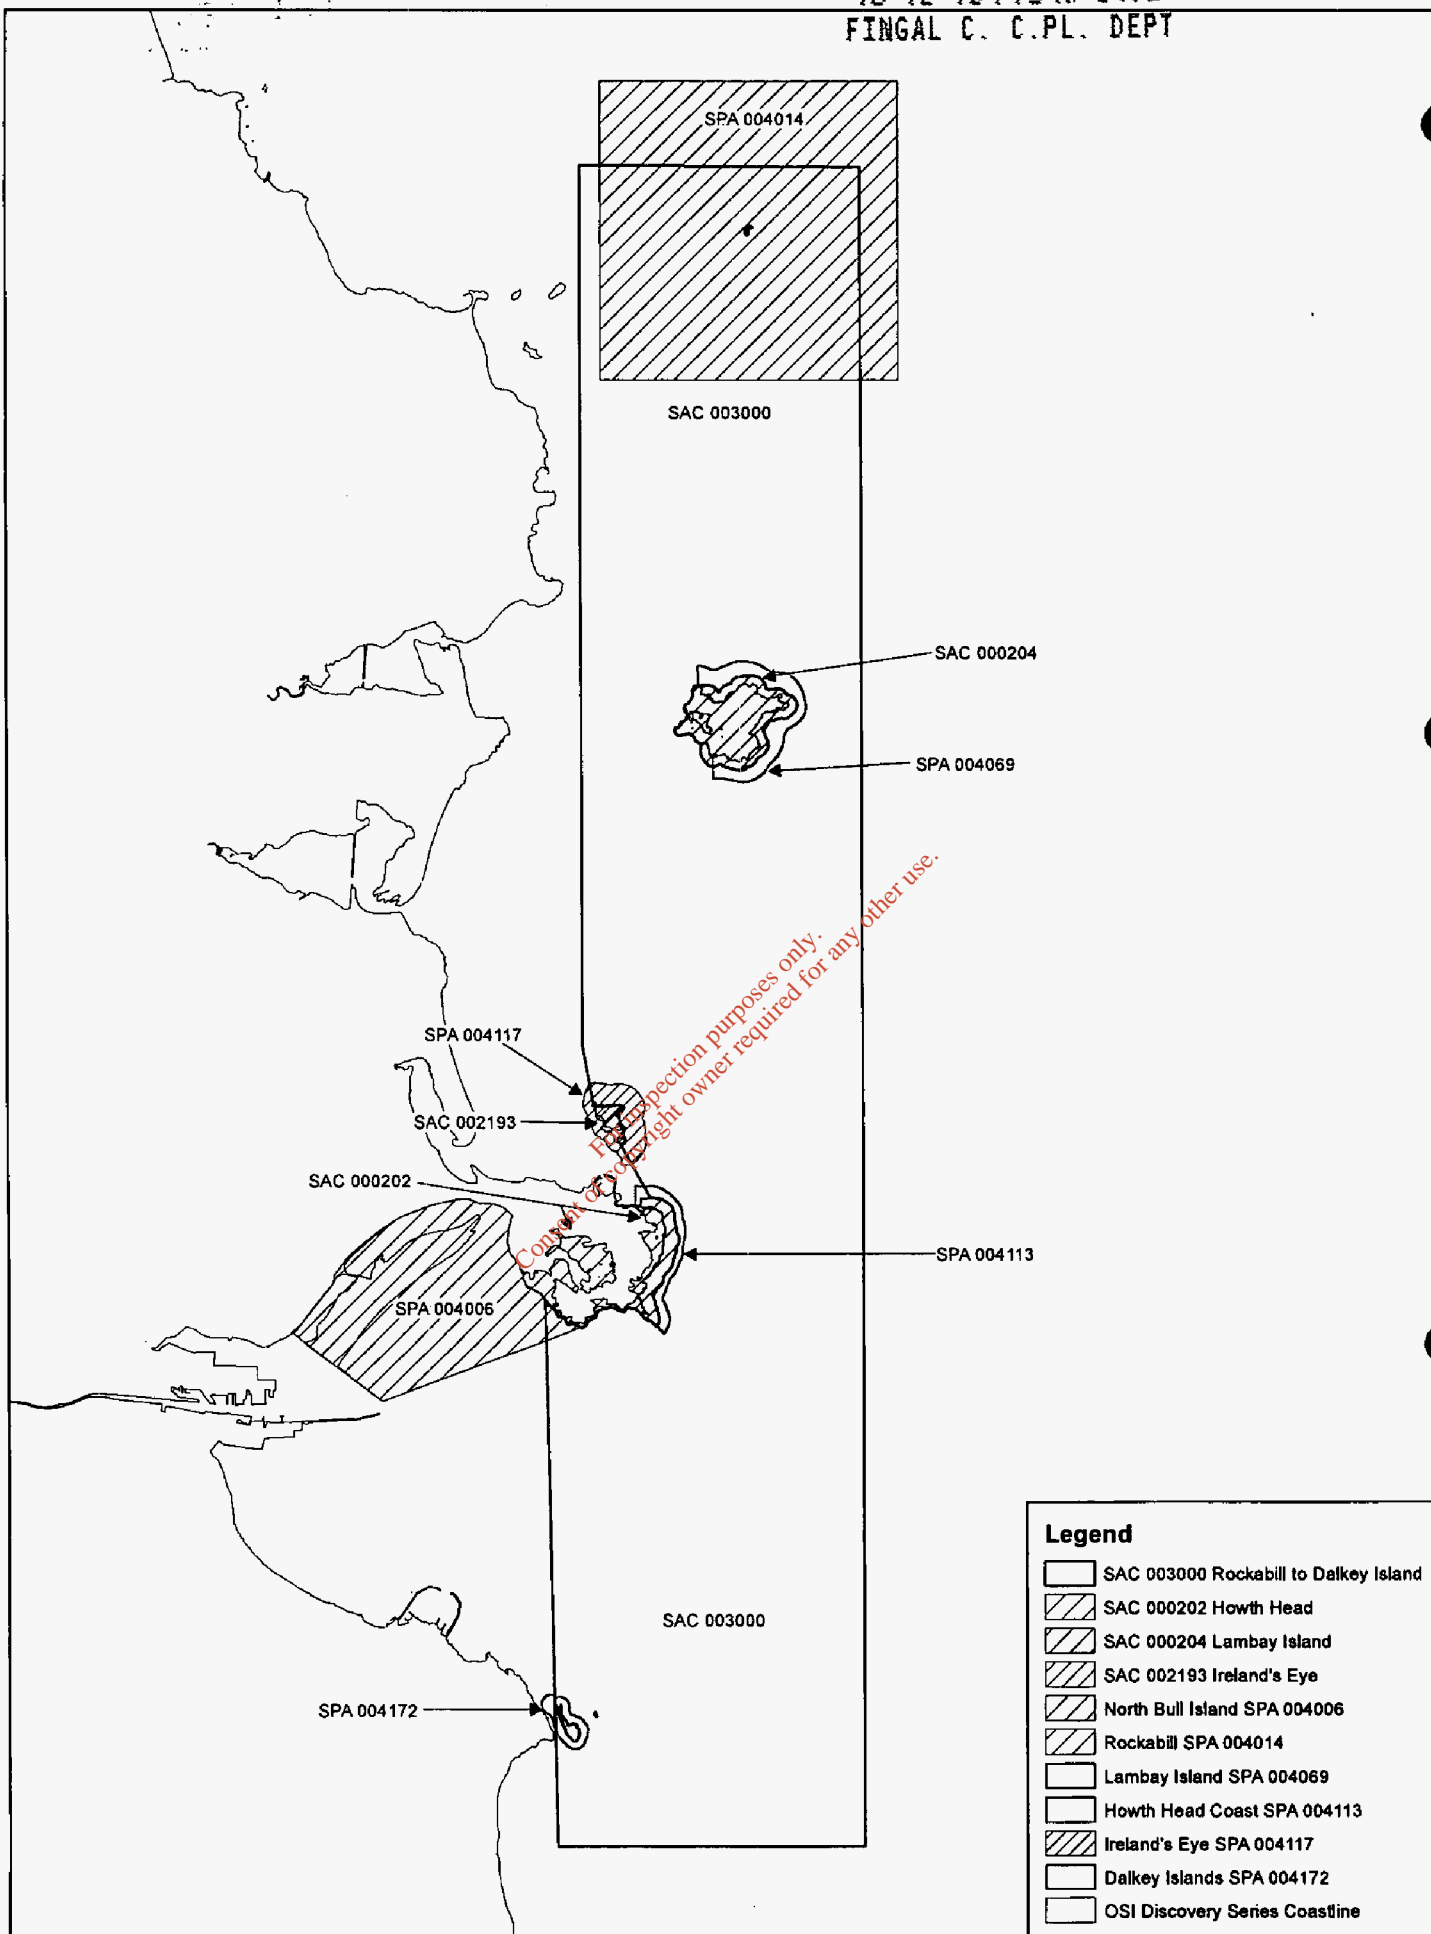 FINGAL C. C.PL. DEPT
SPA 004014
SAC 003000
SAC 000204
SPA 004069
SPA 004117
SAC 002193
SAC 000202
SPA 004113
SPA 004006
SAC 003000
SPA 004172
For inspection purposes only.
Consent of copyright owner required for any other use.
Legend
SAC 003000 Rockabill to Dalkey Island
SAC 000202 Howth Head
SAC 000204 Lambay Island
SAC 002193 Ireland's Eye
North Bull Island SPA 004006
Rockabill SPA 004014
Lambay Island SPA 004069
Howth Head Coast SPA 004113
Ireland's Eye SPA 004117
Dalkey Islands SPA 004172
OSI Discovery Series Coastline